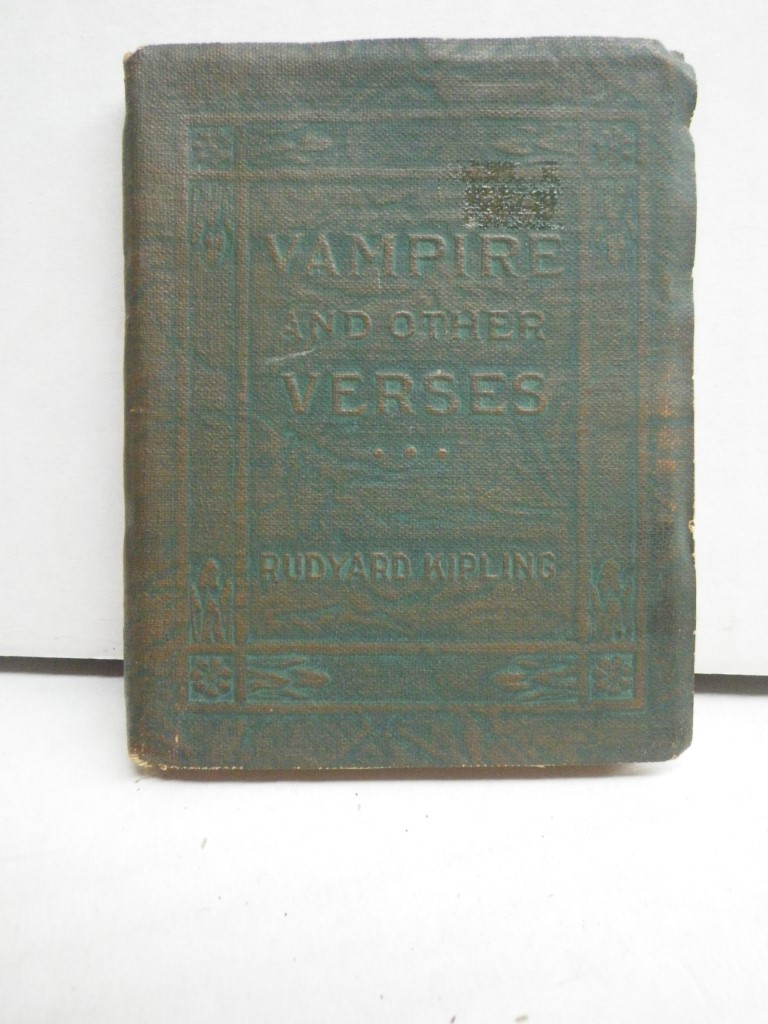 VAMPIRE
AND OTHER
VERSES
...
RUDYARD KIPLING